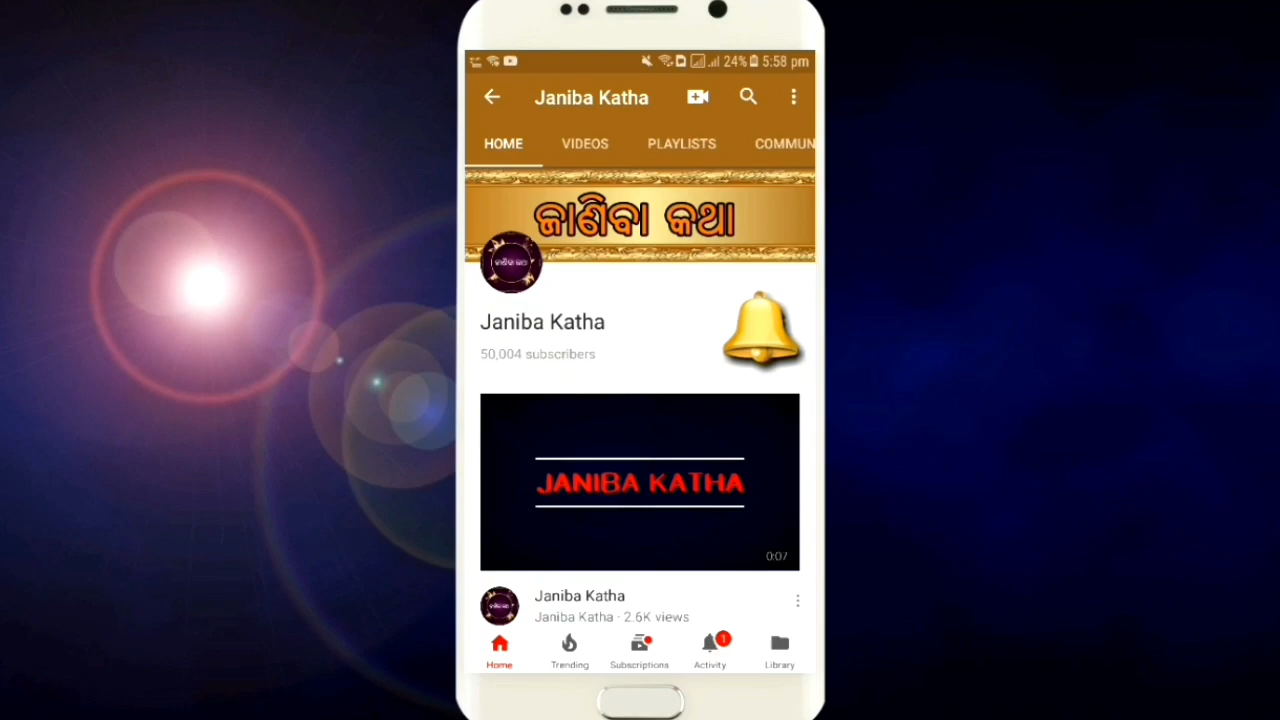 24% 5:58 pm
Janiba Katha
HOME VIDEOS PLAYLISTS COMMUN
ଜାଣିବା କଥା
ଜାଣିବା କଥା
Janiba Katha
50,004 subscribers
JANIBA KATHA
0:07
Janiba Katha
Janiba Katha · 2.6K views
1
Home Trending Subscriptions Activity Library